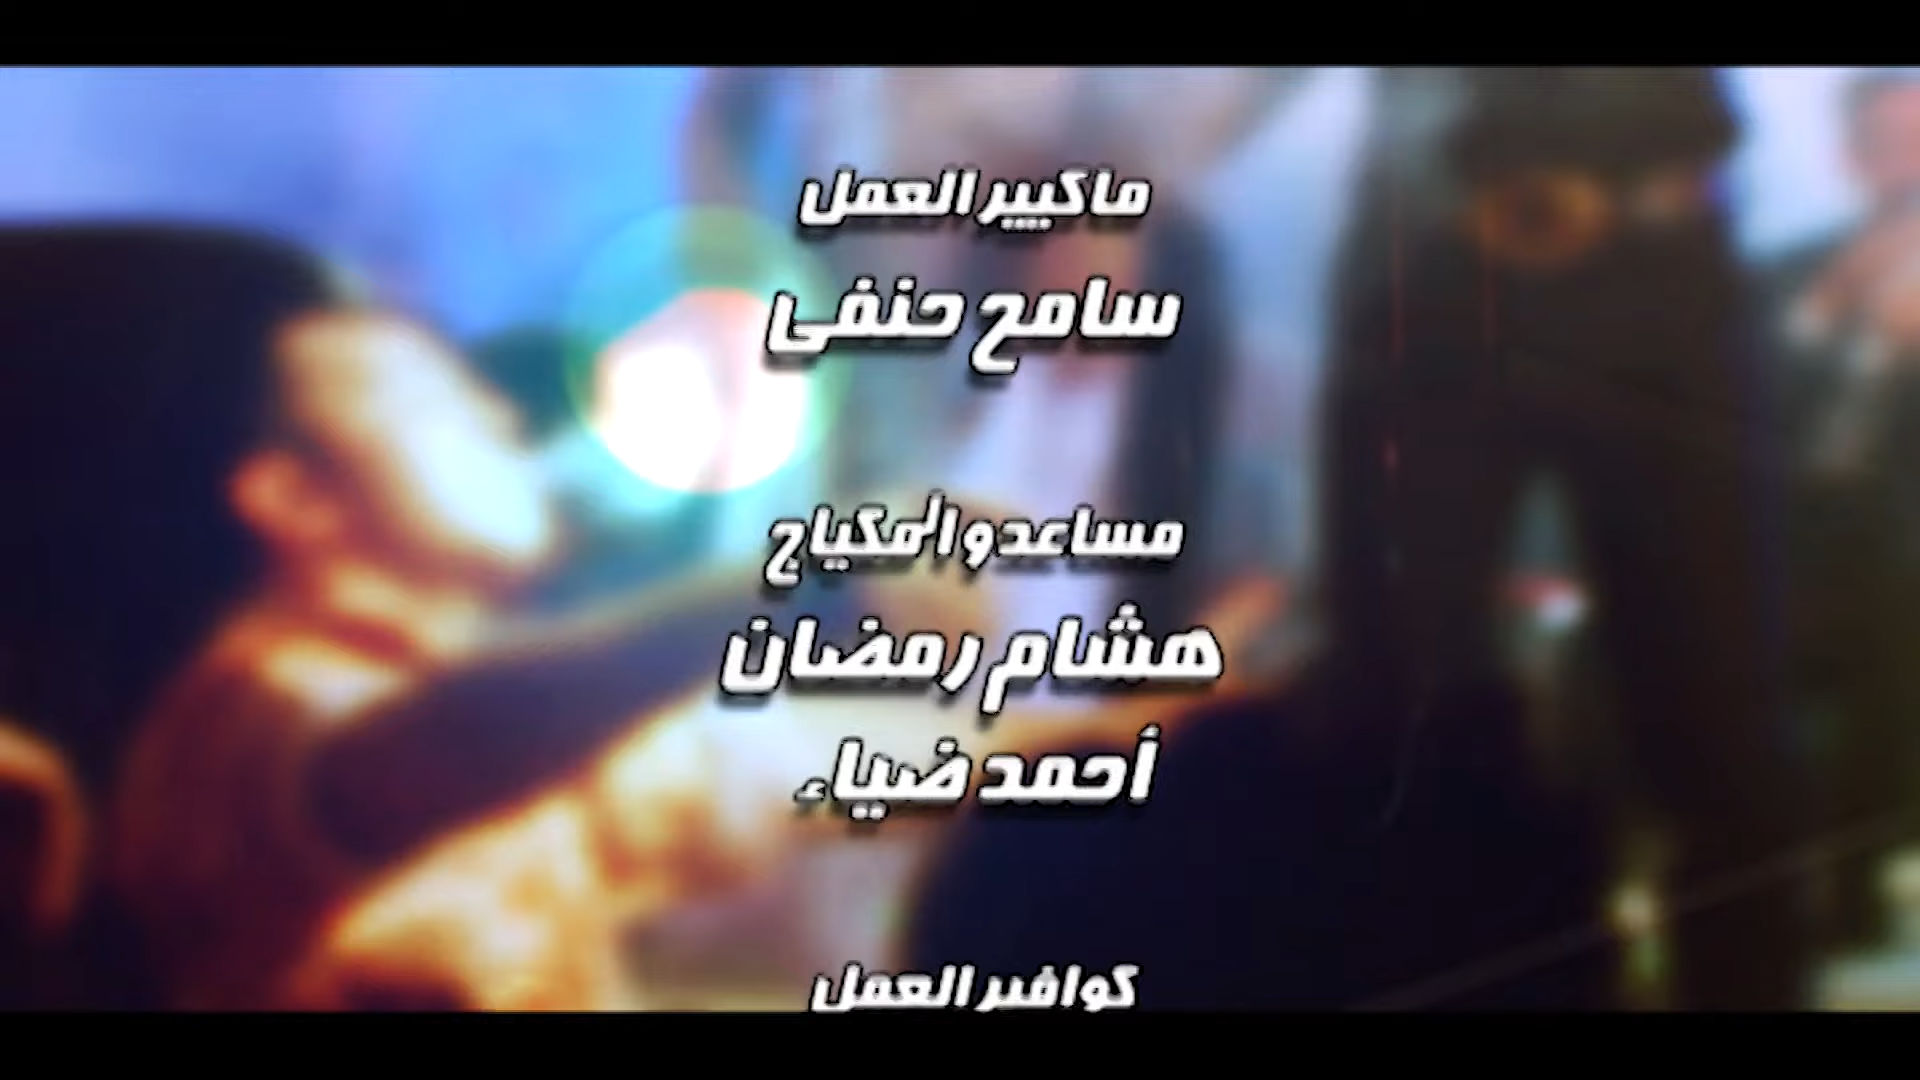 ماكيير العمل
سامح حنفى
مساعدو المكياج
هشام رمضان
أحمد ضياء
كوافير العمل